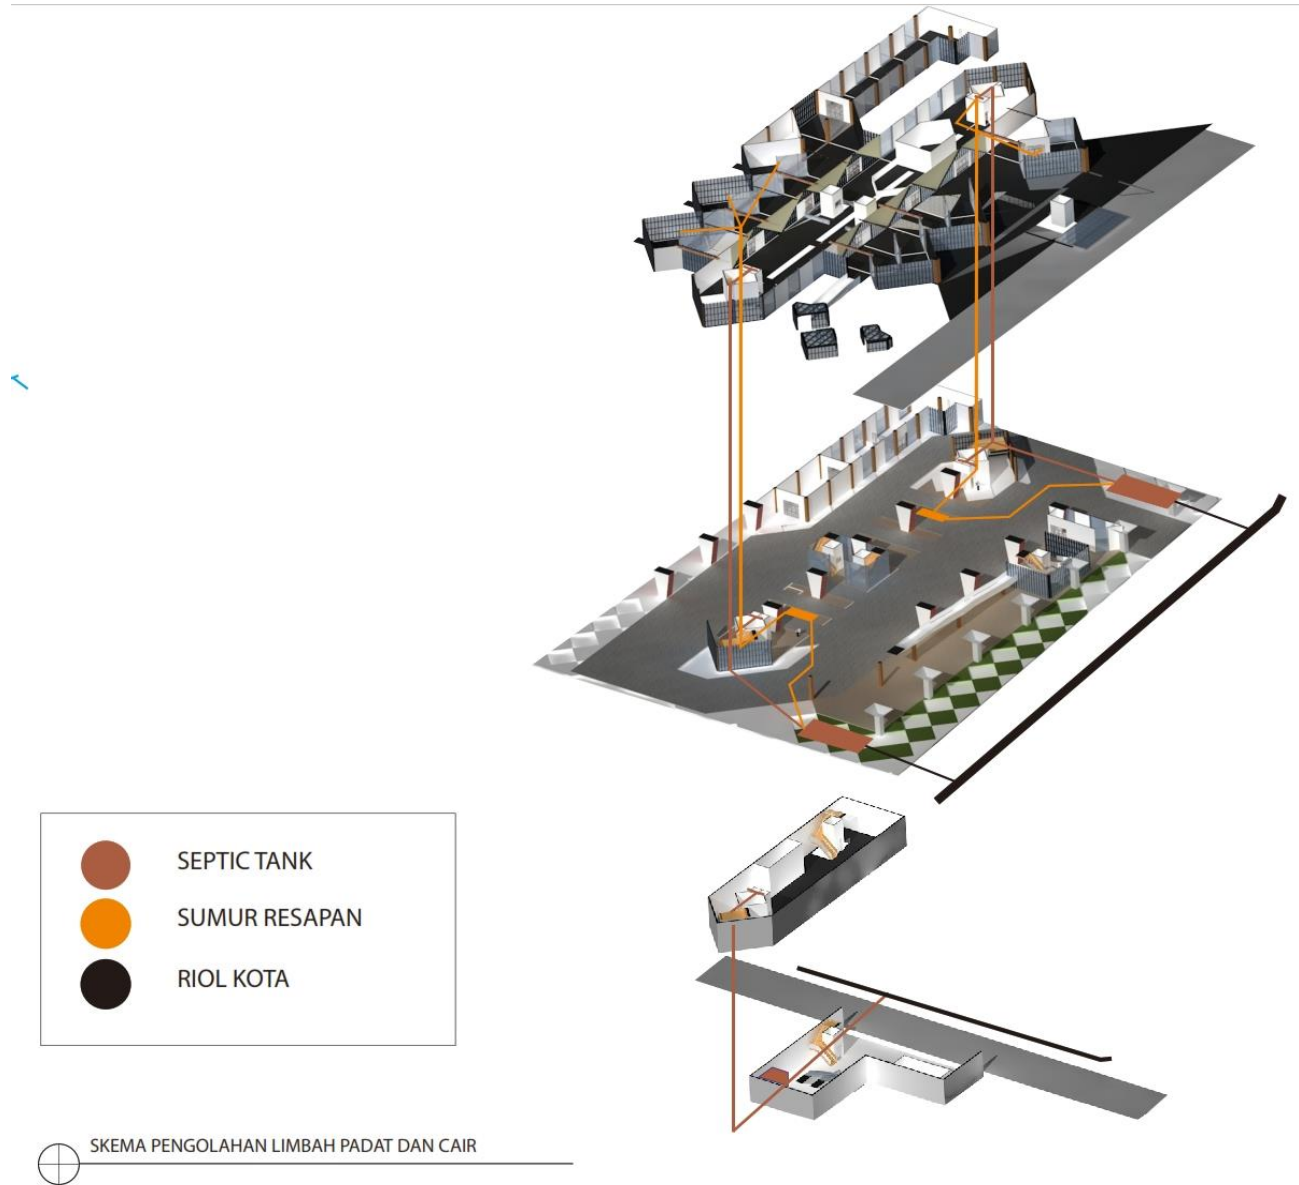 SEPTIC TANK
SUMUR RESAPAN
RIOL KOTA
SKEMA PENGOLAHAN LIMBAH PADAT DAN CAIR